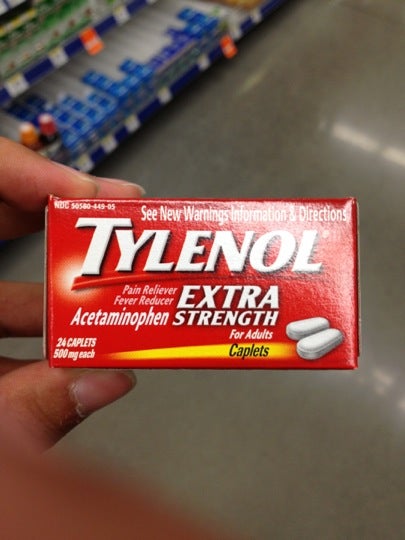 NDC 50580-449-05
See New Warnings Information & Directions
TYLENOL®
Pain Reliever
Fever Reducer
Acetaminophen
EXTRA
STRENGTH
For Adults
24 CAPLETS
500 mg each
Caplets